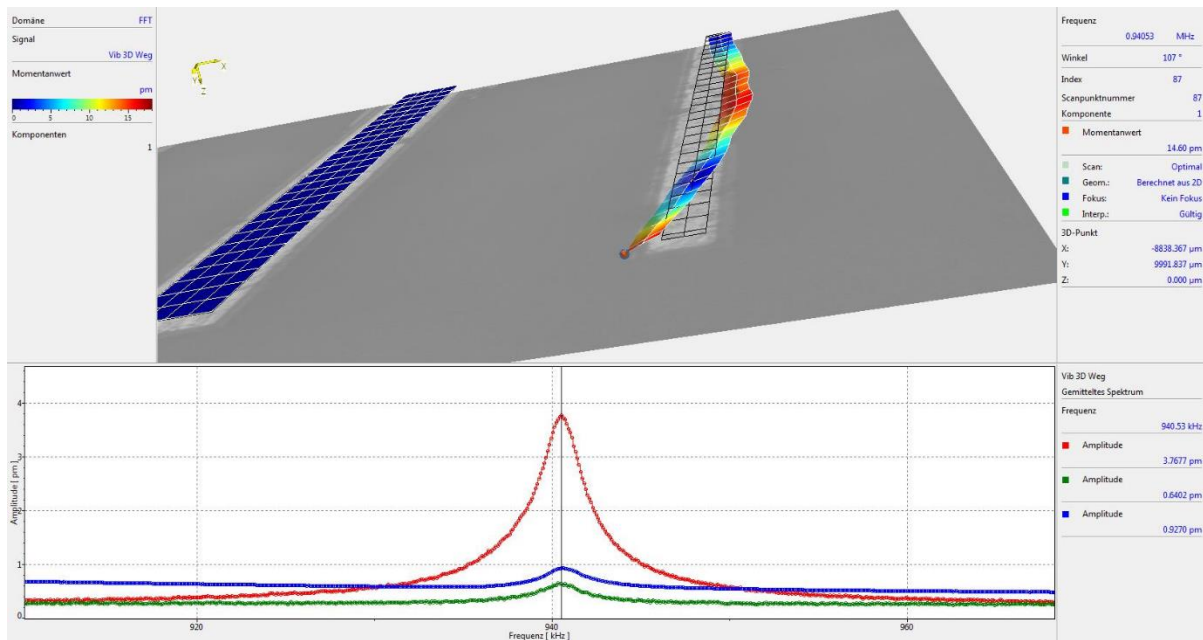 Domäne
FFT
Signal
Vib 3D Weg
Momentanwert
pm
0 5 10 15
Komponenten
1
X
Y
Z
Frequenz
0.94053 MHz
Winkel 107 °
Index 87
Scanpunktnummer 87
Komponente 1
Momentanwert
14.60 pm
Scan: Optimal
Geom.: Berechnet aus 2D
Fokus: Kein Fokus
Interp.: Gültig
3D-Punkt
X: -8838.367 µm
Y: 9991.837 µm
Z: 0.000 µm
Amplitude [ pm ]
4
3
2
1
0
920 940 960
Frequenz [ kHz ]
Vib 3D Weg
Gemitteltes Spektrum
Frequenz
940.53 kHz
Amplitude
3.7677 pm
Amplitude
0.6402 pm
Amplitude
0.9270 pm